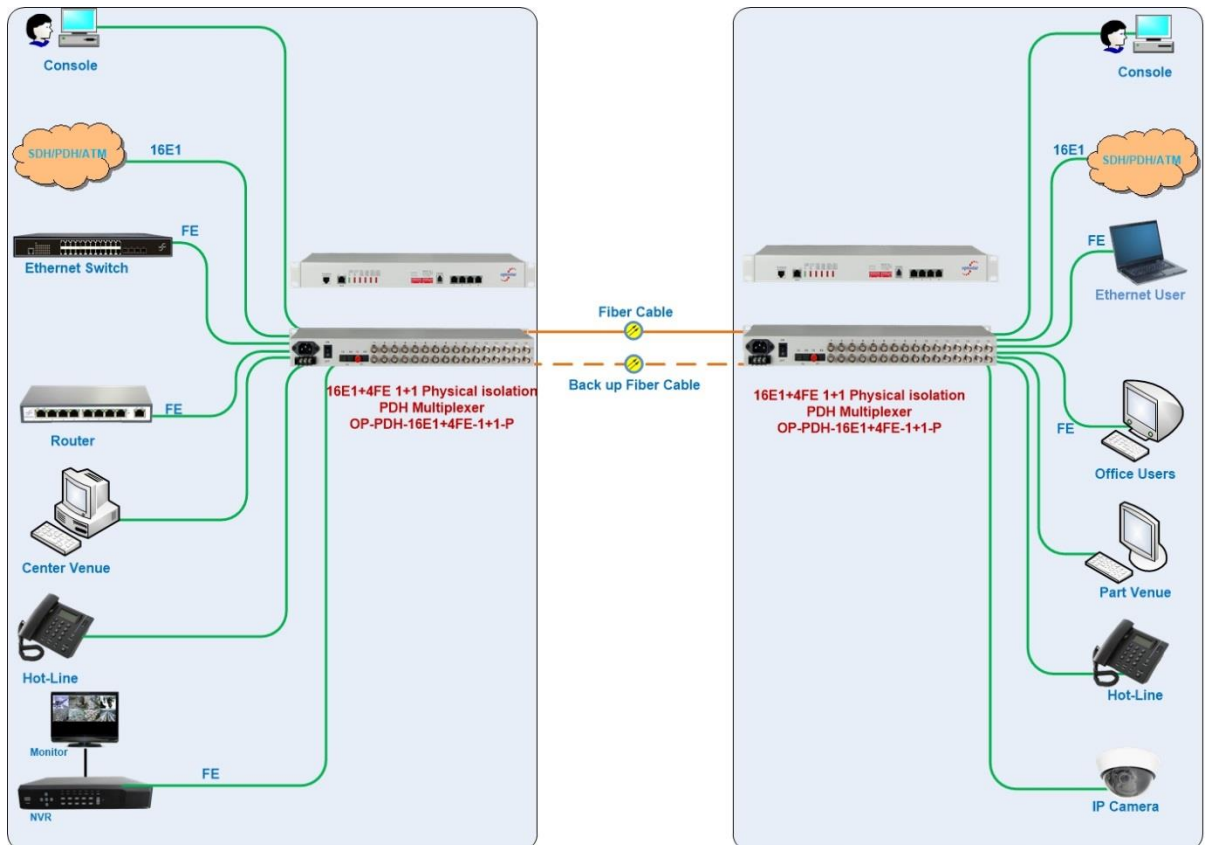 Console
SDH/PDH/ATM
16E1
FE
Ethernet Switch
FE
Router
Center Venue
Hot-Line
Monitor
FE
NVR
16E1+4FE 1+1 Physical isolation
PDH Multiplexer
OP-PDH-16E1+4FE-1+1-P
Fiber Cable
Back up Fiber Cable
16E1+4FE 1+1 Physical isolation
PDH Multiplexer
OP-PDH-16E1+4FE-1+1-P
Console
16E1
SDH/PDH/ATM
FE
Ethernet User
FE
Office Users
Part Venue
Hot-Line
IP Camera